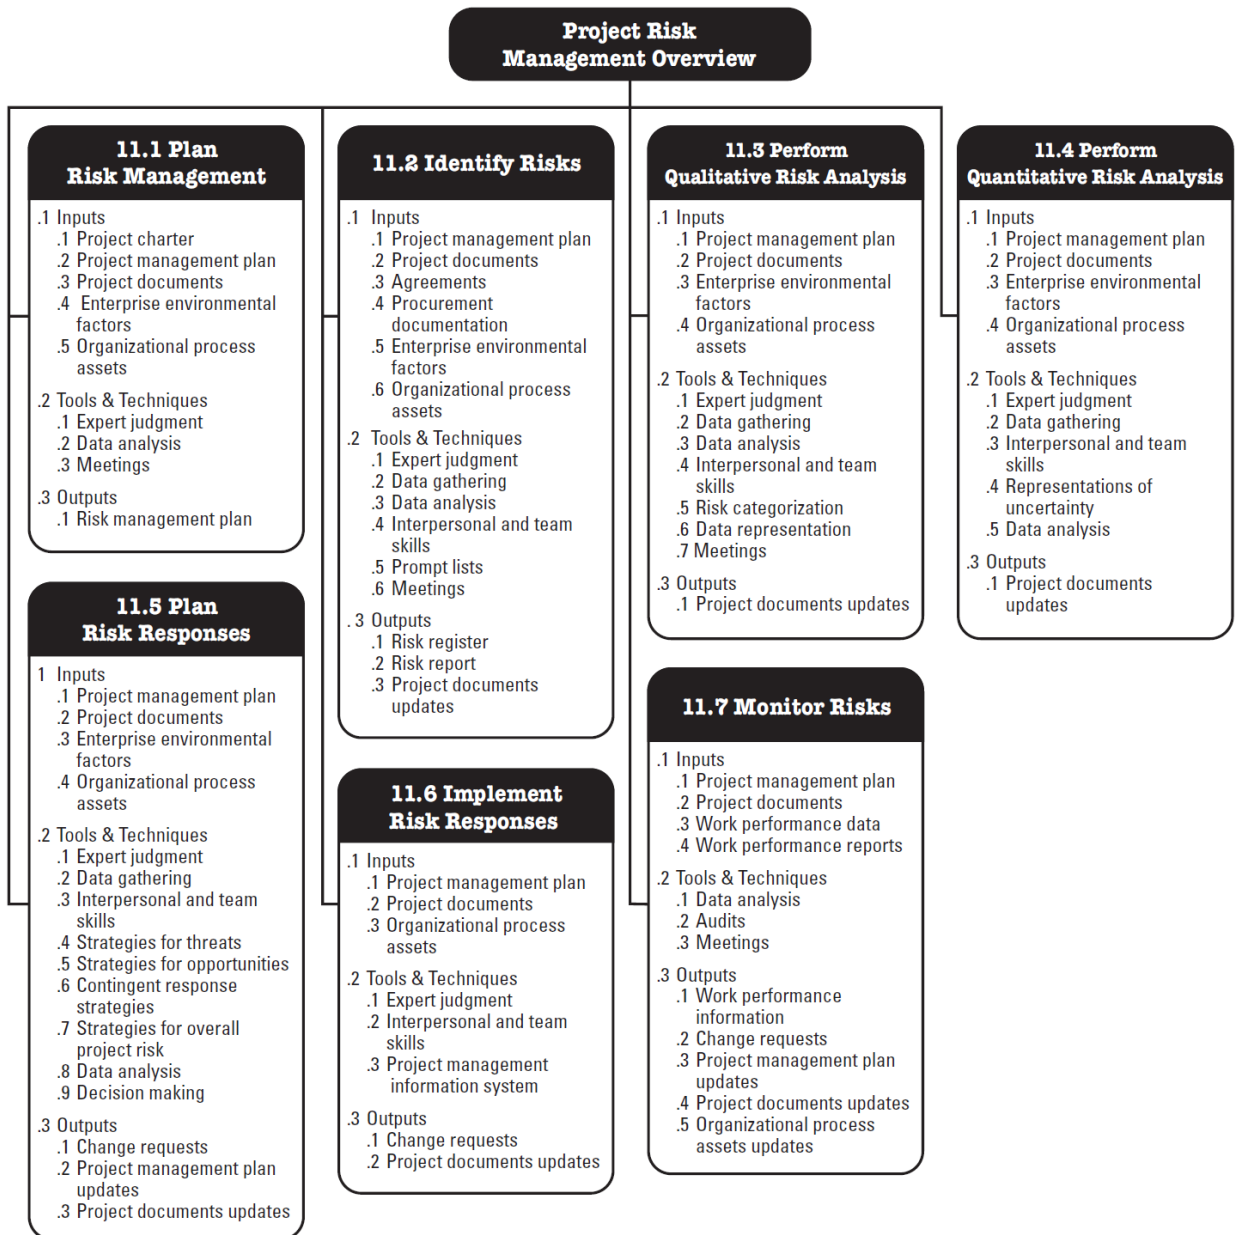 Project Risk
Management Overview
11.1 Plan
Risk Management
.1 Inputs
.1 Project charter
.2 Project management plan
.3 Project documents
.4 Enterprise environmental
factors
.5 Organizational process
assets
.2 Tools & Techniques
.1 Expert judgment
.2 Data analysis
.3 Meetings
.3 Outputs
.1 Risk management plan
11.2 Identify Risks
.1 Inputs
.1 Project management plan
.2 Project documents
.3 Agreements
.4 Procurement
documentation
.5 Enterprise environmental
factors
.6 Organizational process
assets
.2 Tools & Techniques
.1 Expert judgment
.2 Data gathering
.3 Data analysis
.4 Interpersonal and team
skills
.5 Prompt lists
.6 Meetings
. 3 Outputs
.1 Risk register
.2 Risk report
.3 Project documents
updates
11.3 Perform
Qualitative Risk Analysis
.1 Inputs
.1 Project management plan
.2 Project documents
.3 Enterprise environmental
factors
.4 Organizational process
assets
.2 Tools & Techniques
.1 Expert judgment
.2 Data gathering
.3 Data analysis
.4 Interpersonal and team
skills
.5 Risk categorization
.6 Data representation
.7 Meetings
.3 Outputs
.1 Project documents updates
11.4 Perform
Quantitative Risk Analysis
.1 Inputs
.1 Project management plan
.2 Project documents
.3 Enterprise environmental
factors
.4 Organizational process
assets
.2 Tools & Techniques
.1 Expert judgment
.2 Data gathering
.3 Interpersonal and team
skills
.4 Representations of
uncertainty
.5 Data analysis
.3 Outputs
.1 Project documents
updates
11.5 Plan
Risk Responses
1 Inputs
.1 Project management plan
.2 Project documents
.3 Enterprise environmental
factors
.4 Organizational process
assets
.2 Tools & Techniques
.1 Expert judgment
.2 Data gathering
.3 Interpersonal and team
skills
.4 Strategies for threats
.5 Strategies for opportunities
.6 Contingent response
strategies
.7 Strategies for overall
project risk
.8 Data analysis
.9 Decision making
.3 Outputs
.1 Change requests
.2 Project management plan
updates
.3 Project documents updates
11.6 Implement
Risk Responses
.1 Inputs
.1 Project management plan
.2 Project documents
.3 Organizational process
assets
.2 Tools & Techniques
.1 Expert judgment
.2 Interpersonal and team
skills
.3 Project management
information system
.3 Outputs
.1 Change requests
.2 Project documents updates
11.7 Monitor Risks
.1 Inputs
.1 Project management plan
.2 Project documents
.3 Work performance data
.4 Work performance reports
.2 Tools & Techniques
.1 Data analysis
.2 Audits
.3 Meetings
.3 Outputs
.1 Work performance
information
.2 Change requests
.3 Project management plan
updates
.4 Project documents updates
.5 Organizational process
assets updates